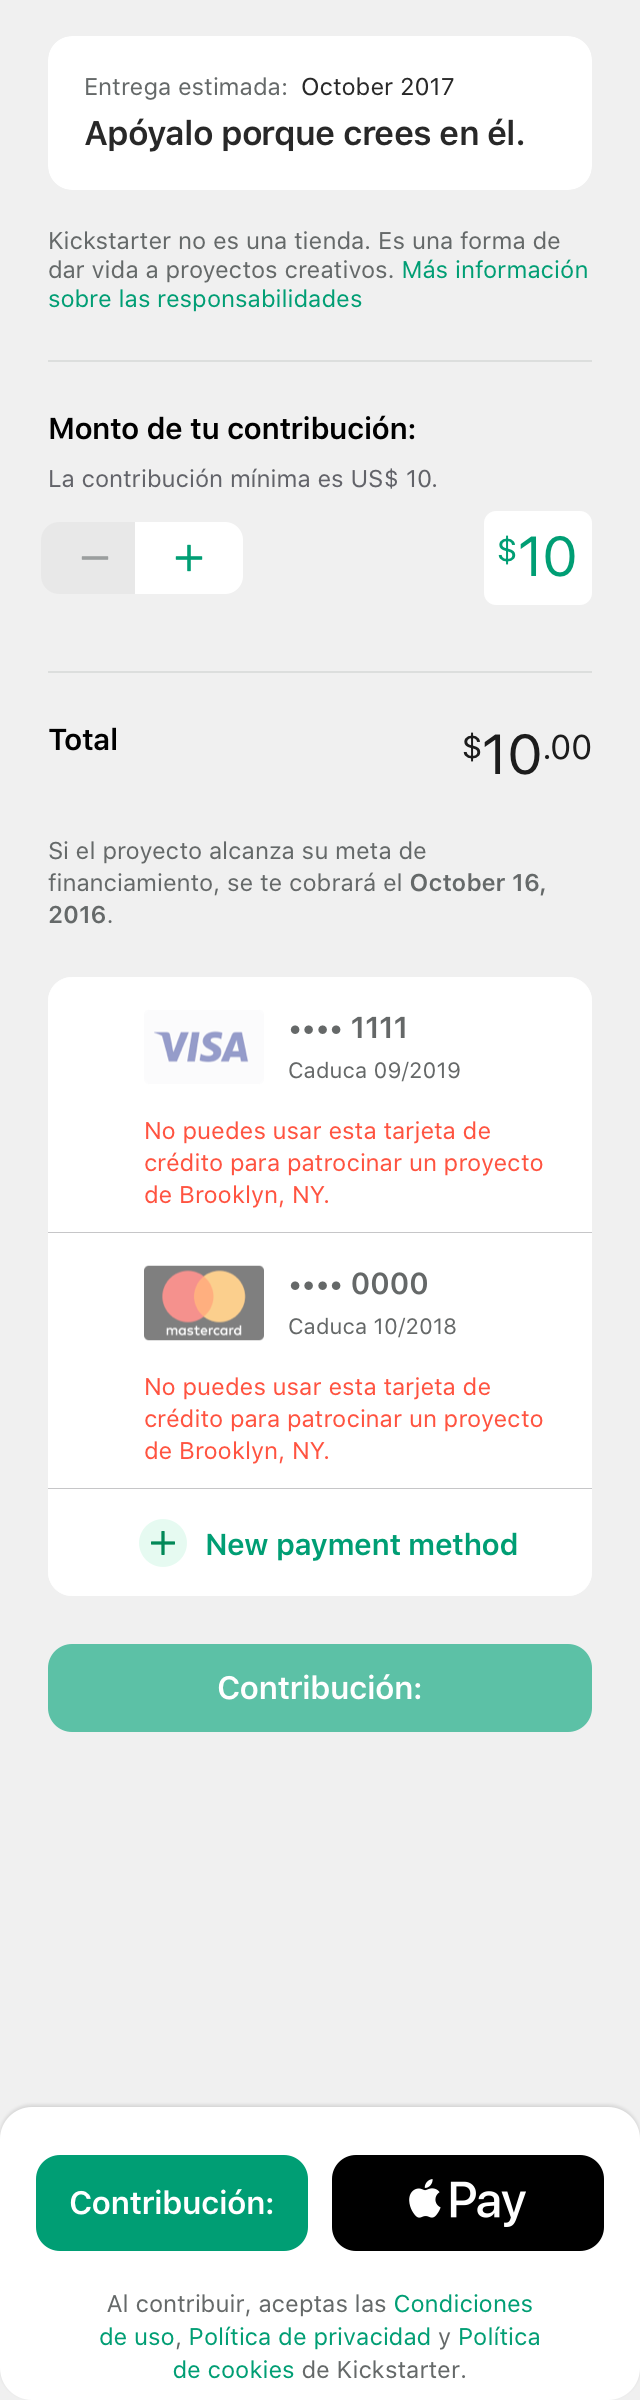 Entrega estimada: October 2017
Apóyalo porque crees en él.
Kickstarter no es una tienda. Es una forma de
dar vida a proyectos creativos. Más información
sobre las responsabilidades
Monto de tu contribución:
La contribución mínima es US$ 10.
− + $10
Total $10.00
Si el proyecto alcanza su meta de
financiamiento, se te cobrará el October 16,
2016.
VISA •••• 1111
Caduca 09/2019
No puedes usar esta tarjeta de
crédito para patrocinar un proyecto
de Brooklyn, NY.
mastercard •••• 0000
Caduca 10/2018
No puedes usar esta tarjeta de
crédito para patrocinar un proyecto
de Brooklyn, NY.
+ New payment method
Contribución:
Contribución: Pay
Al contribuir, aceptas las Condiciones
de uso, Política de privacidad y Política
de cookies de Kickstarter.